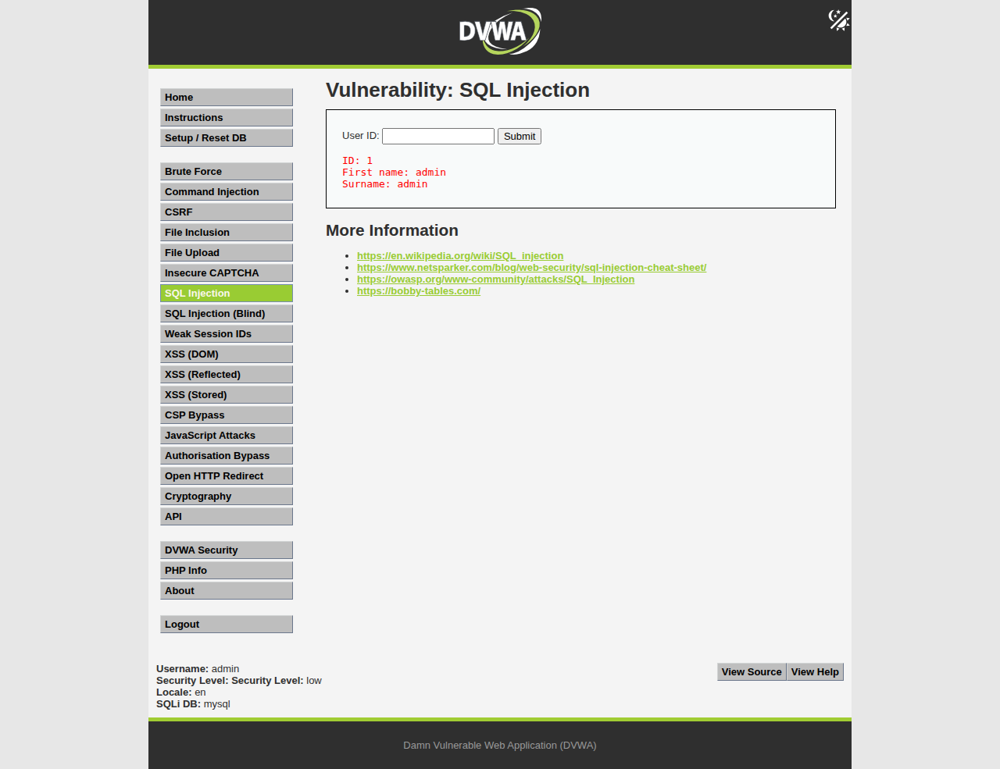 DVWA
Home
Instructions
Setup / Reset DB
Brute Force
Command Injection
CSRF
File Inclusion
File Upload
Insecure CAPTCHA
SQL Injection
SQL Injection (Blind)
Weak Session IDs
XSS (DOM)
XSS (Reflected)
XSS (Stored)
CSP Bypass
JavaScript Attacks
Authorisation Bypass
Open HTTP Redirect
Cryptography
API
DVWA Security
PHP Info
About
Logout
Vulnerability: SQL Injection
User ID: Submit
ID: 1
First name: admin
Surname: admin
More Information
https://en.wikipedia.org/wiki/SQL_injection
https://www.netsparker.com/blog/web-security/sql-injection-cheat-sheet/
https://owasp.org/www-community/attacks/SQL_Injection
https://bobby-tables.com/
Username: admin
Security Level: Security Level: low
Locale: en
SQLi DB: mysql
View Source View Help
Damn Vulnerable Web Application (DVWA)